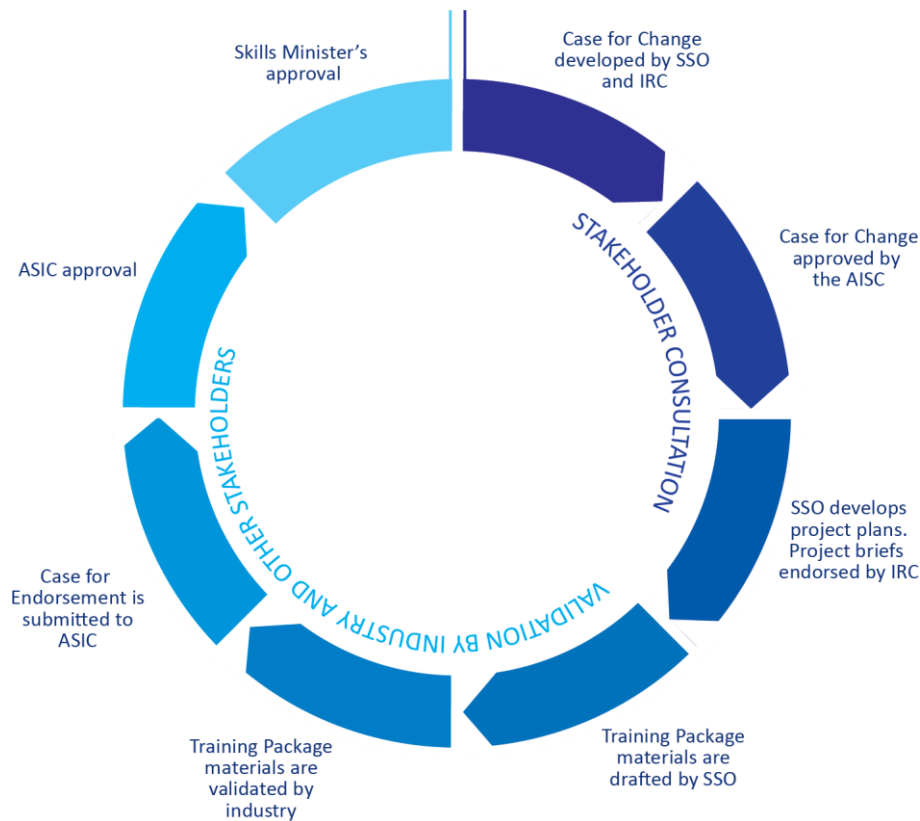 Case for Change
developed by SSO
and IRC
Case for Change
approved by
the AISC
SSO develops
project plans.
Project briefs
endorsed by IRC
Training Package
materials are
drafted by SSO
Training Package
materials are
validated by
industry
Case for
Endorsement is
submitted to
ASIC
ASIC approval
Skills Minister’s
approval
STAKEHOLDER CONSULTATION
VALIDATION BY INDUSTRY AND OTHER STAKEHOLDERS